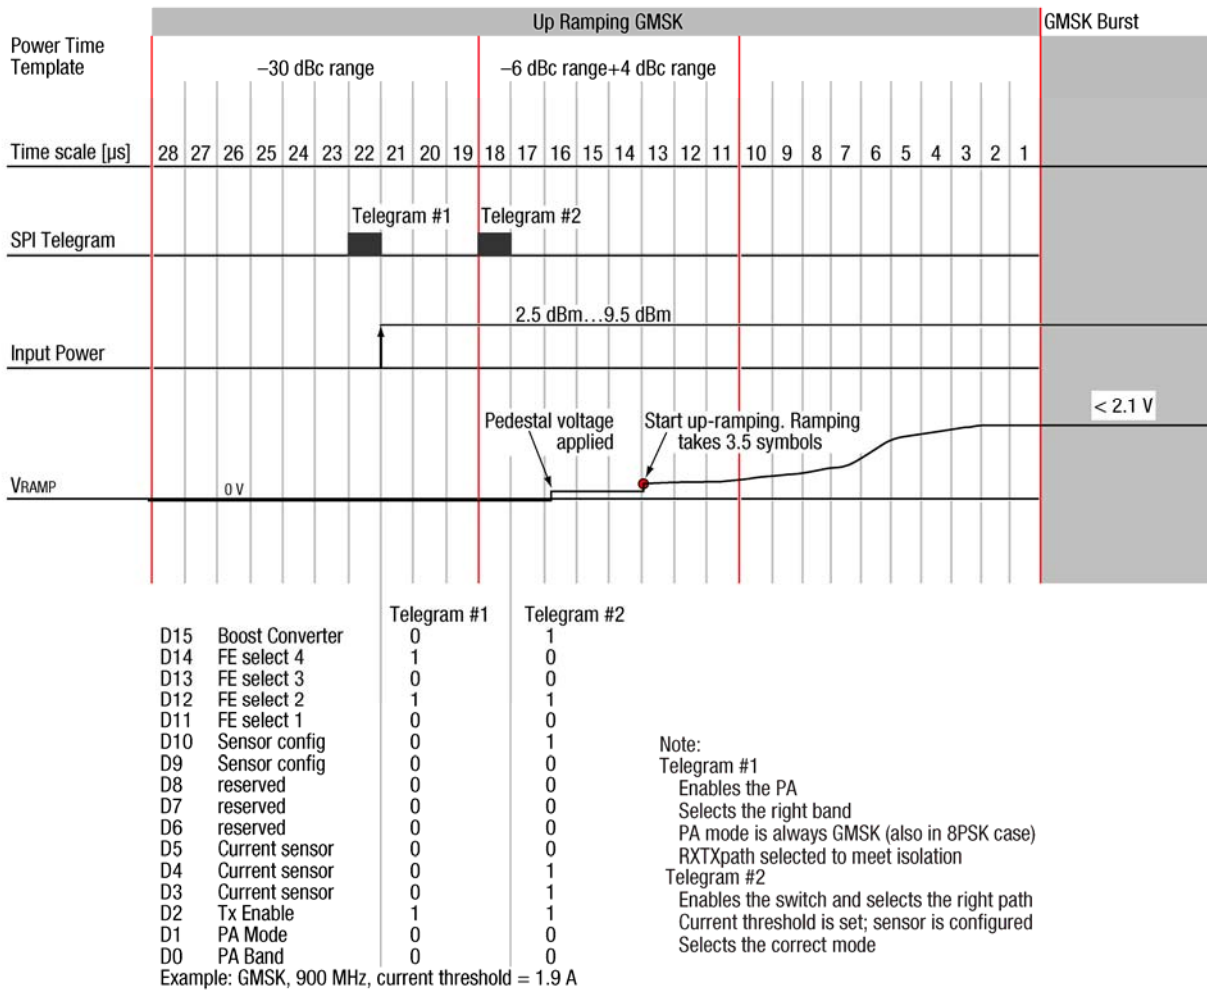 Up Ramping GMSK
GMSK Burst
Power Time
Template
–30 dBc range
–6 dBc range+4 dBc range
Time scale [µs] 28 27 26 25 24 23 22 21 20 19 18 17 16 15 14 13 12 11 10 9 8 7 6 5 4 3 2 1
Telegram #1 Telegram #2
SPI Telegram
2.5 dBm…9.5 dBm
Input Power
< 2.1 V
Pedestal voltage
applied
Start up-ramping. Ramping
takes 3.5 symbols
VRAMP
0 V
Telegram #1 Telegram #2
D15 Boost Converter 0 1
D14 FE select 4 1 0
D13 FE select 3 0 0
D12 FE select 2 1 1
D11 FE select 1 0 0
D10 Sensor config 0 1
D9 Sensor config 0 0
D8 reserved 0 0
D7 reserved 0 0
D6 reserved 0 0
D5 Current sensor 0 0
D4 Current sensor 0 1
D3 Current sensor 0 1
D2 Tx Enable 1 1
D1 PA Mode 0 0
D0 PA Band 0 0
Example: GMSK, 900 MHz, current threshold = 1.9 A
Note:
Telegram #1
Enables the PA
Selects the right band
PA mode is always GMSK (also in 8PSK case)
RXTXpath selected to meet isolation
Telegram #2
Enables the switch and selects the right path
Current threshold is set; sensor is configured
Selects the correct mode